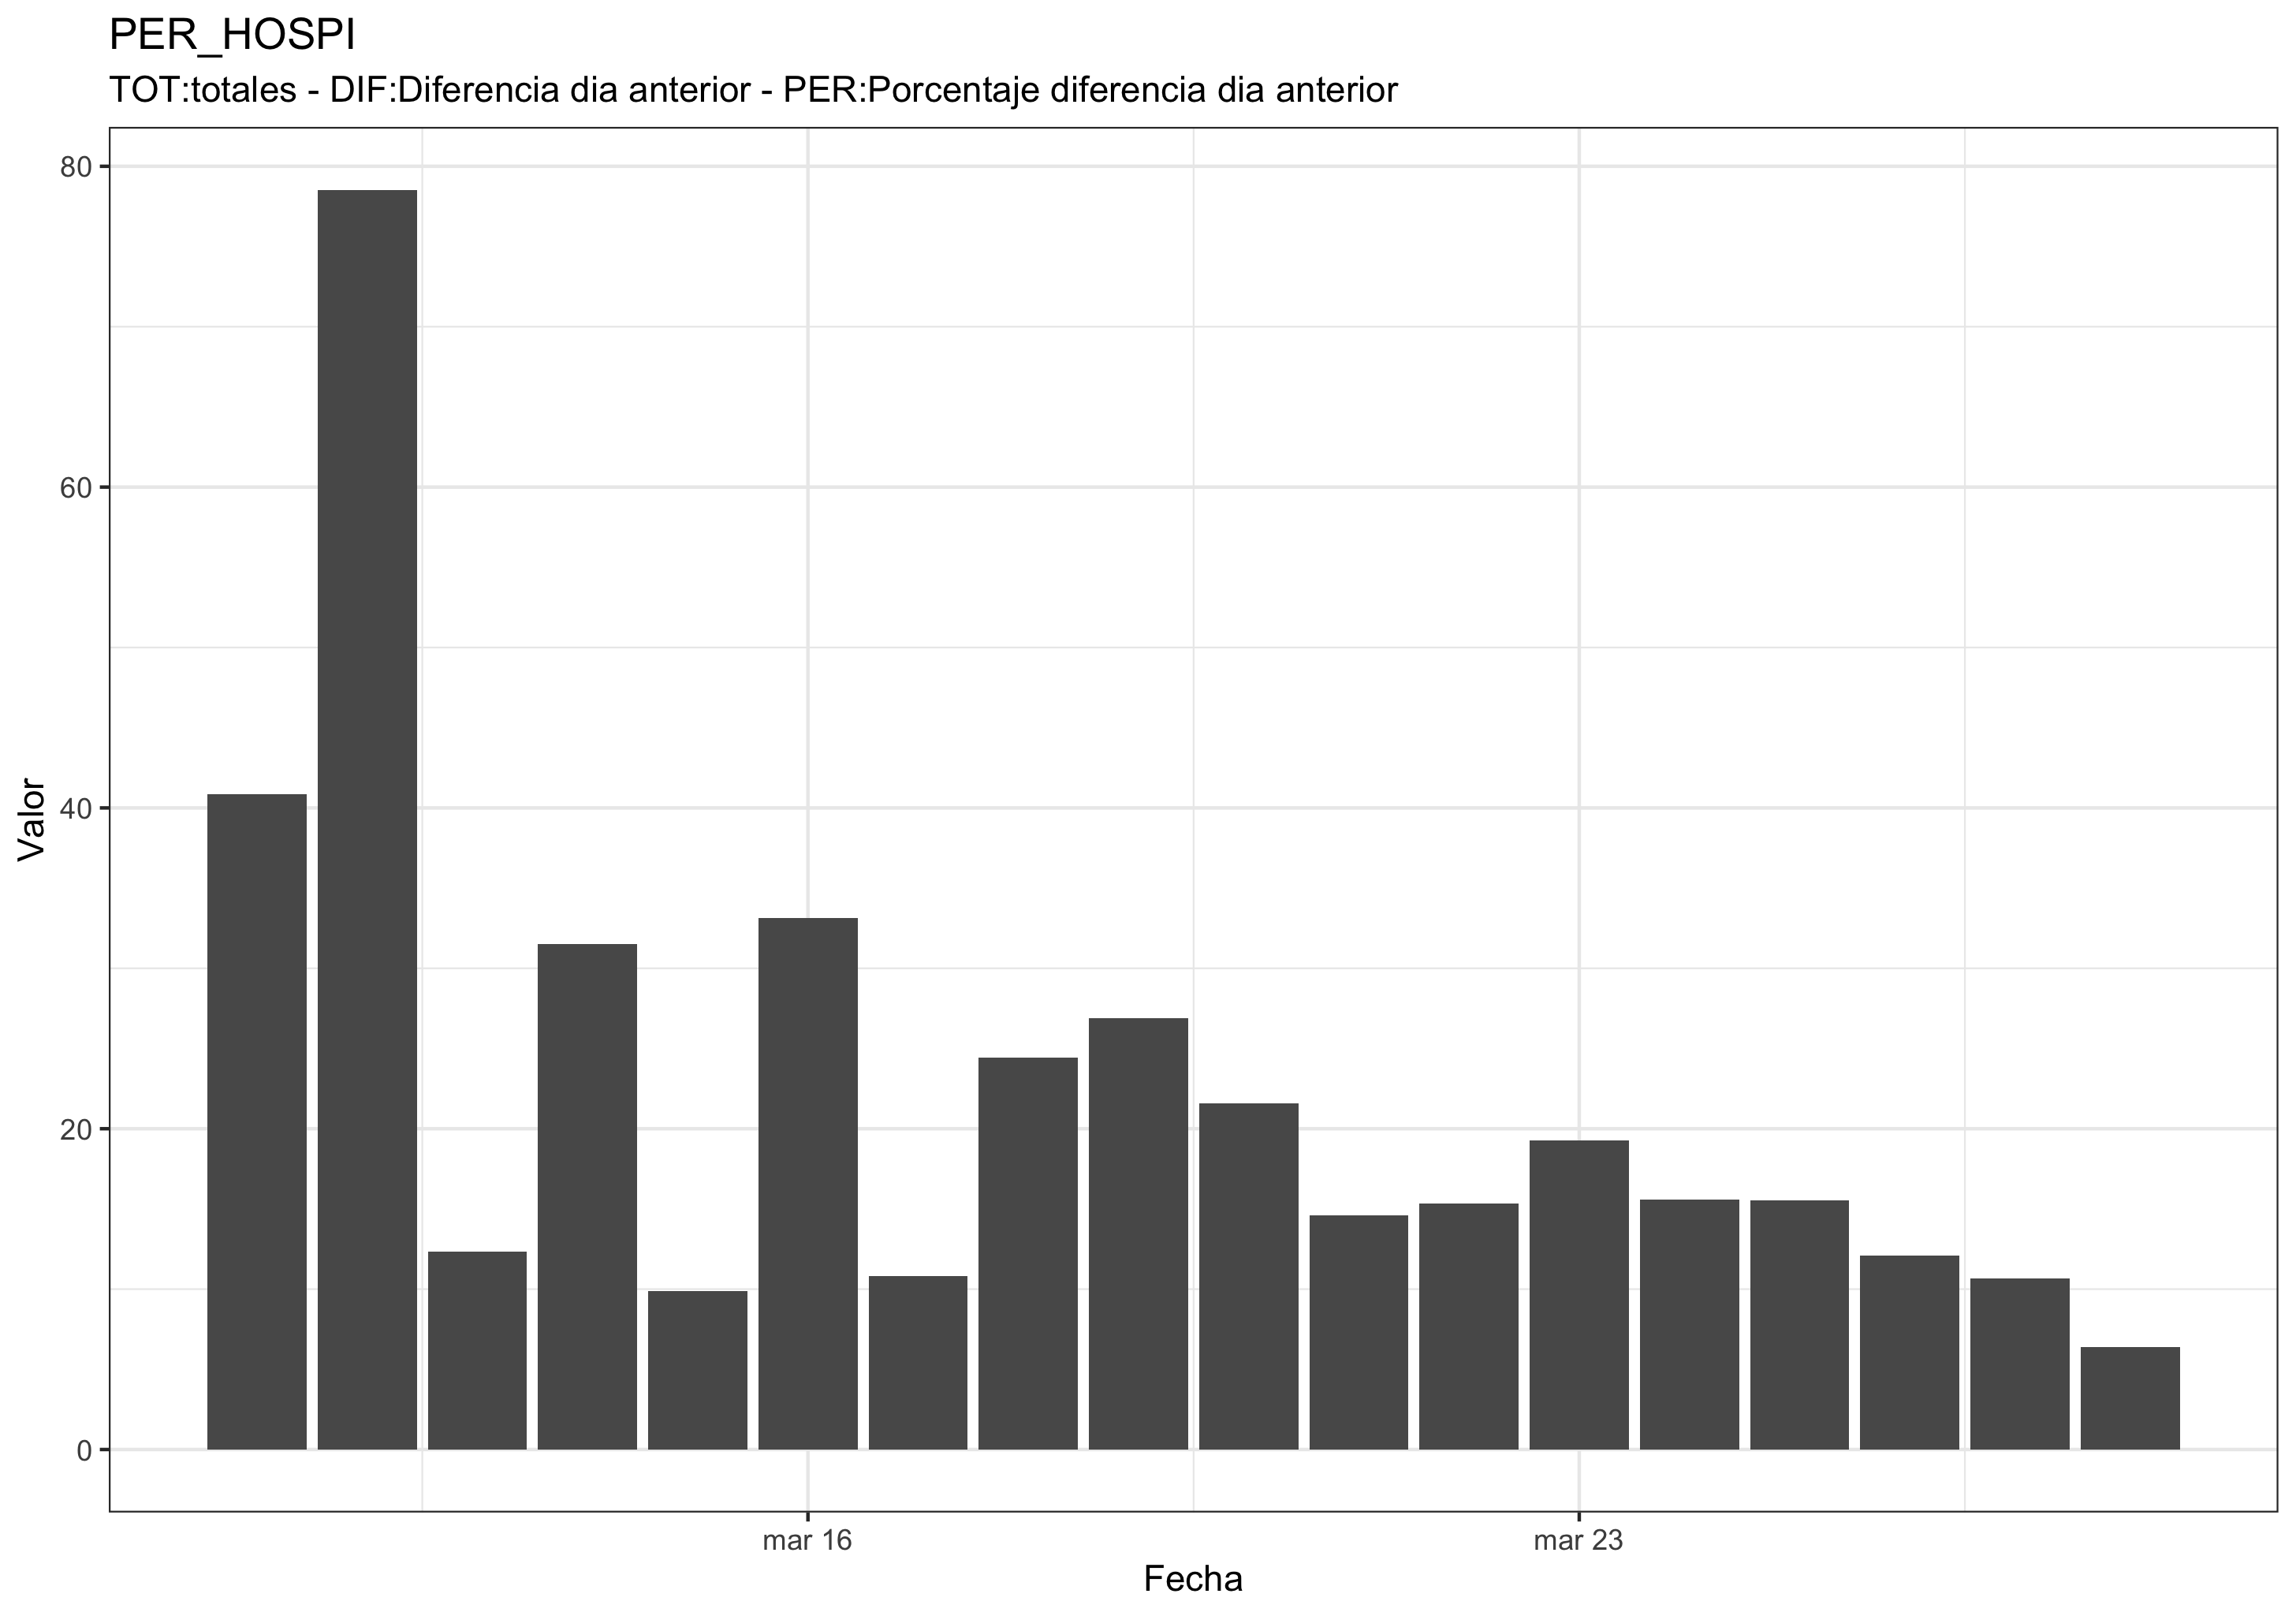 PER_HOSPI
TOT:totales - DIF:Diferencia dia anterior - PER:Porcentaje diferencia dia anterior
80
60
40
20
0
Valor
mar 16
mar 23
Fecha